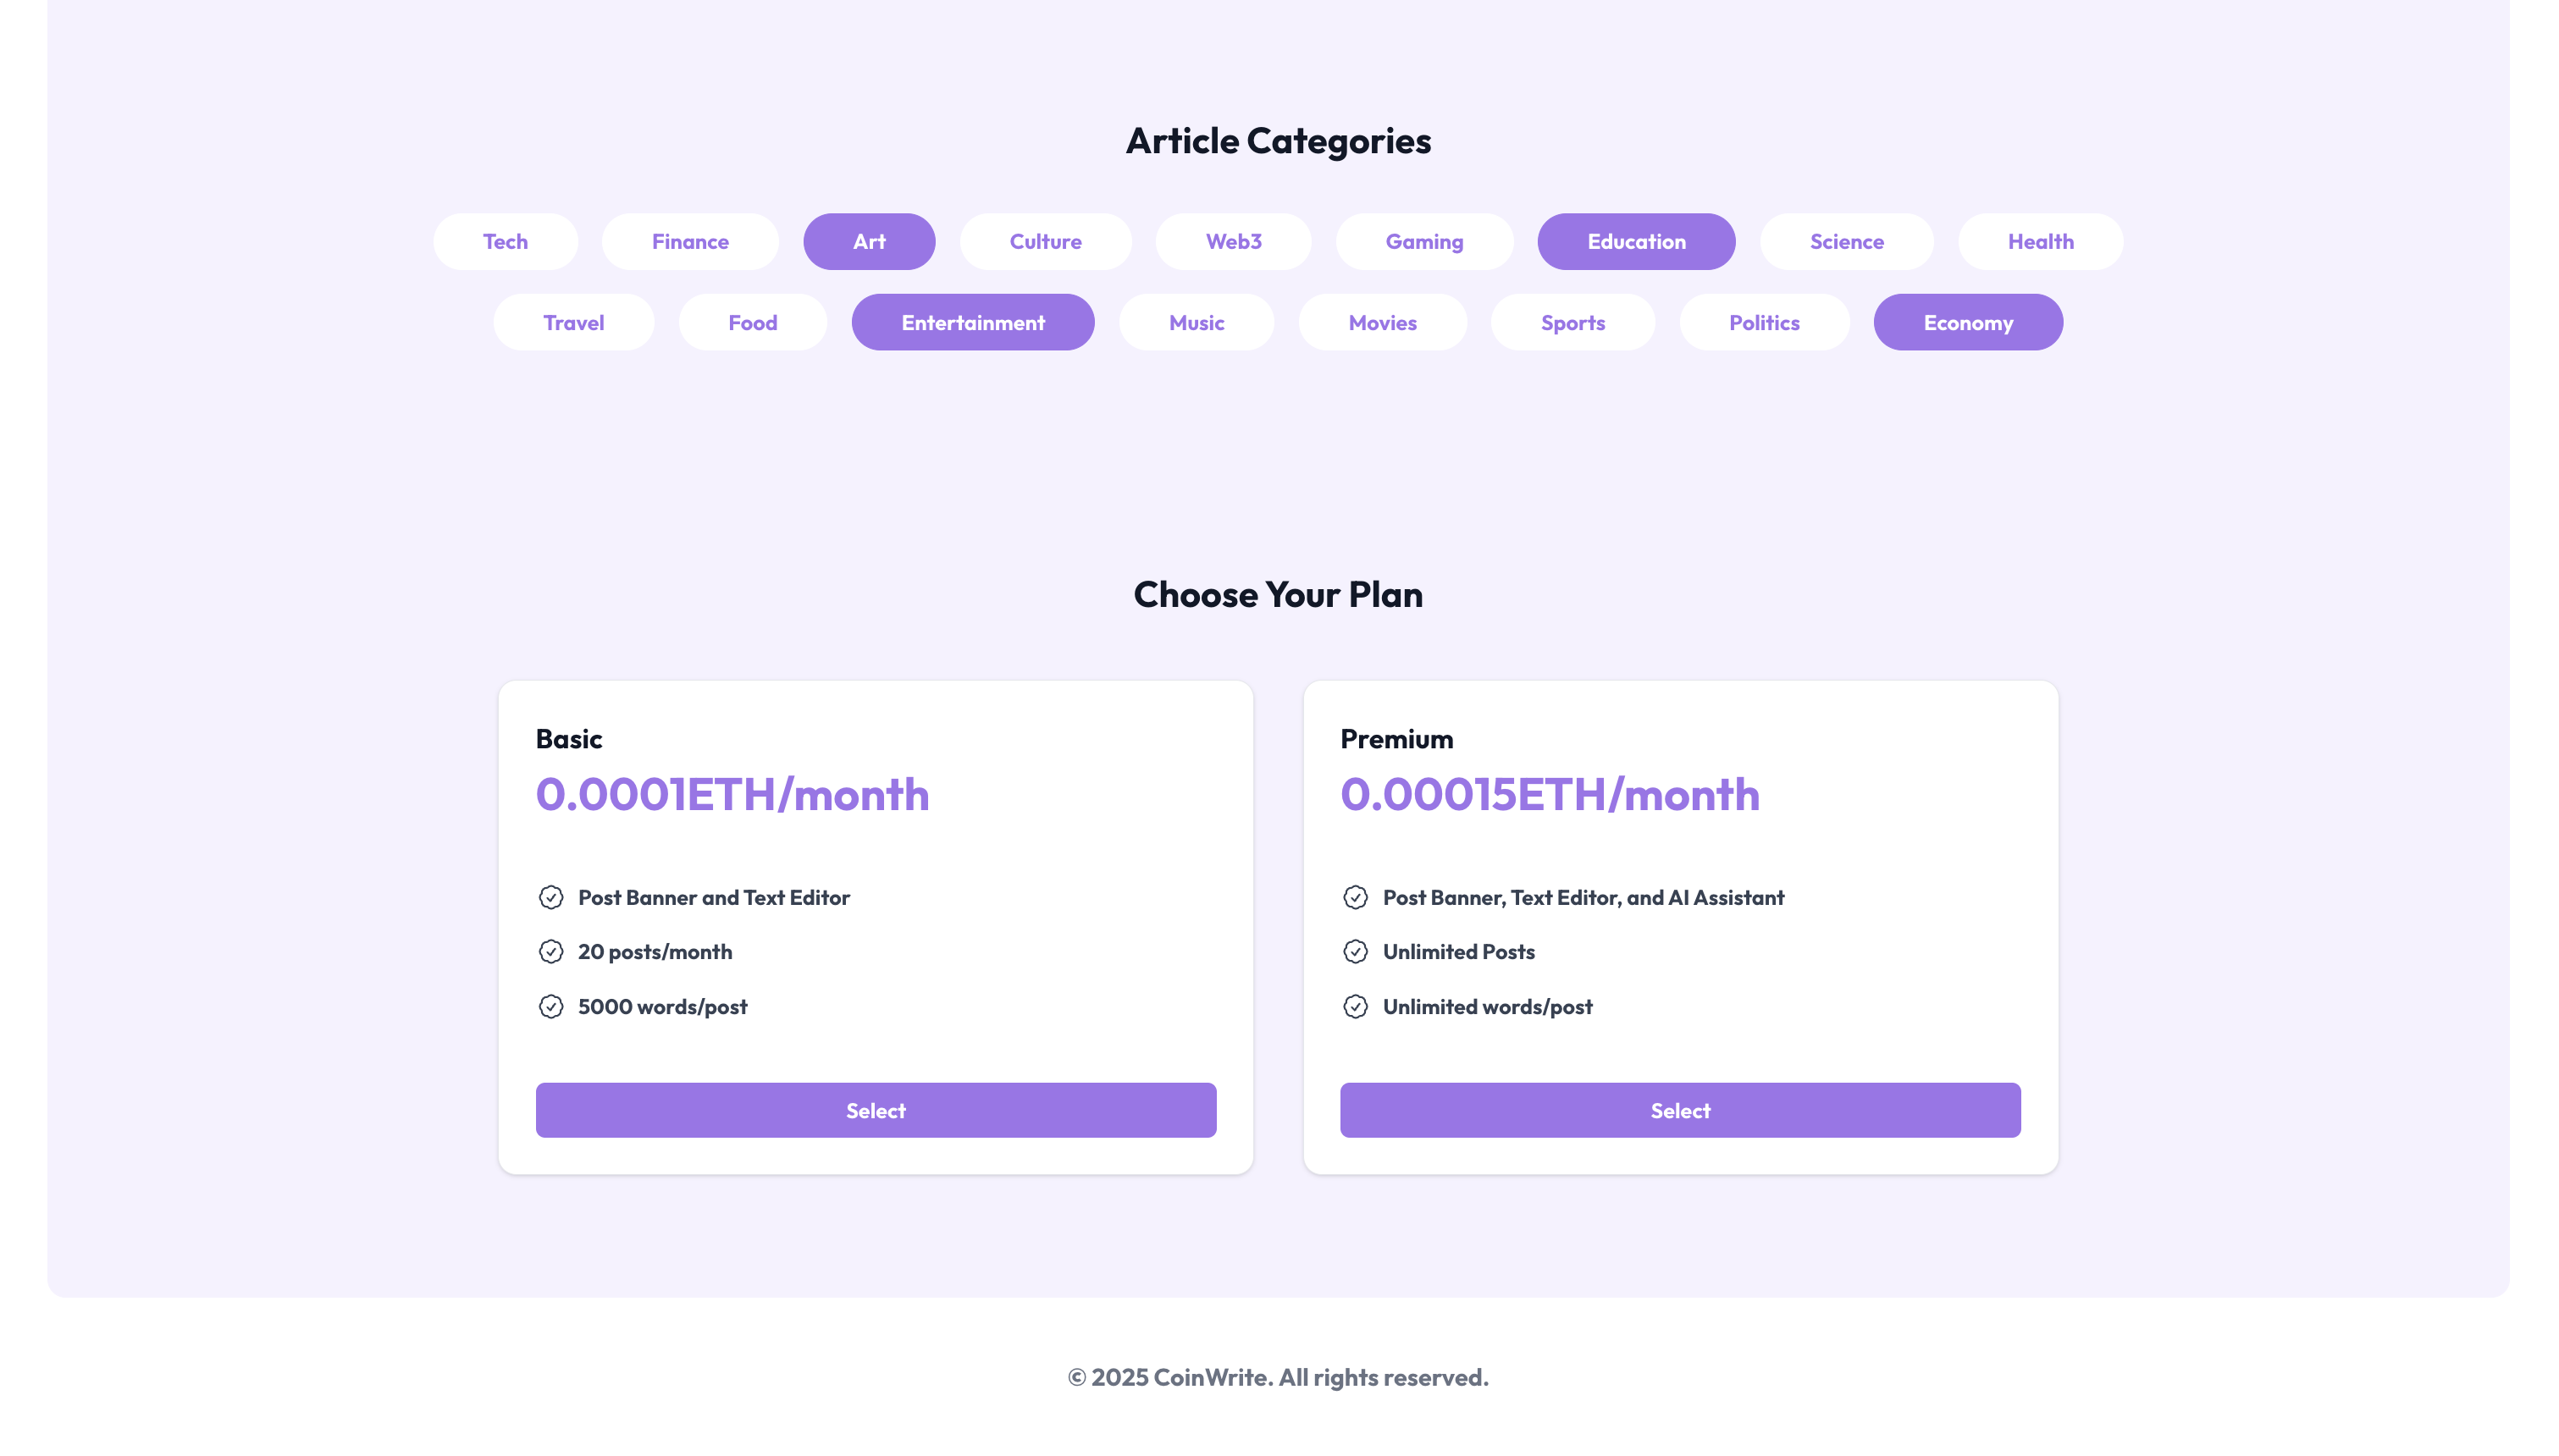 Article Categories
Tech Finance Art Culture Web3 Gaming Education Science Health
Travel Food Entertainment Music Movies Sports Politics Economy
Choose Your Plan
Basic
0.0001ETH/month
Post Banner and Text Editor
20 posts/month
5000 words/post
Select
Premium
0.00015ETH/month
Post Banner, Text Editor, and AI Assistant
Unlimited Posts
Unlimited words/post
Select
© 2025 CoinWrite. All rights reserved.